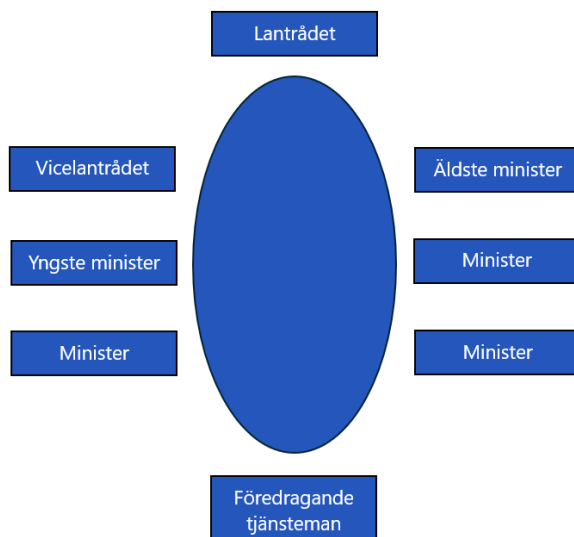 Lantrådet
Vicelantrådet
Äldste minister
Yngste minister
Minister
Minister
Minister
Föredragande
tjänsteman